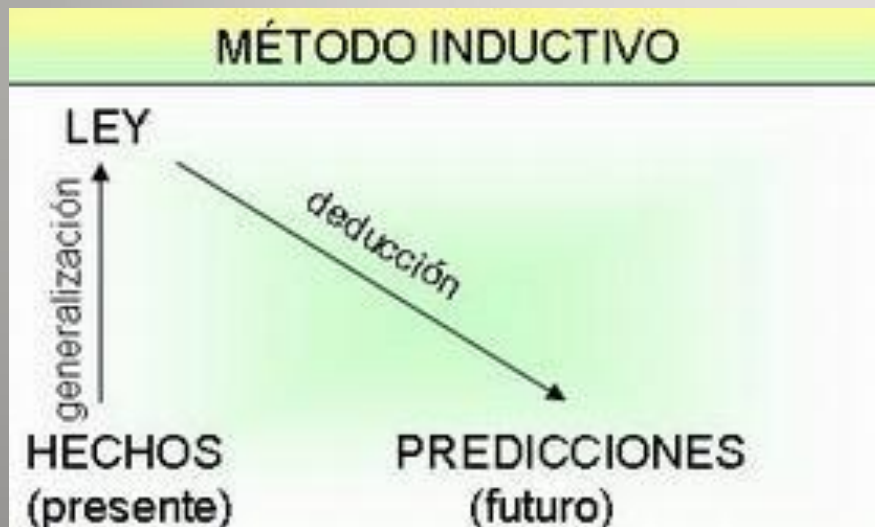 MÉTODO INDUCTIVO
LEY
generalización
deducción
HECHOS
(presente)
PREDICCIONES
(futuro)